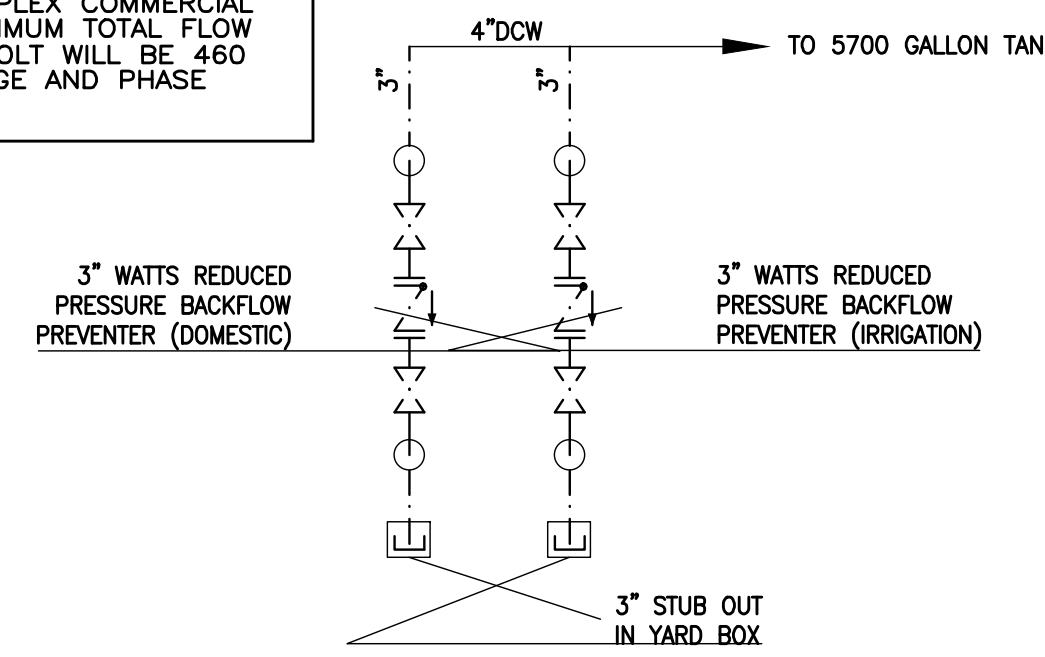 PLEX COMMERCIAL
IMUM TOTAL FLOW
OLT WILL BE 460
GE AND PHASE
4"DCW
TO 5700 GALLON TAN
3"
3"
3" WATTS REDUCED
PRESSURE BACKFLOW
PREVENTER (DOMESTIC)
3" WATTS REDUCED
PRESSURE BACKFLOW
PREVENTER (IRRIGATION)
3" STUB OUT
IN YARD BOX